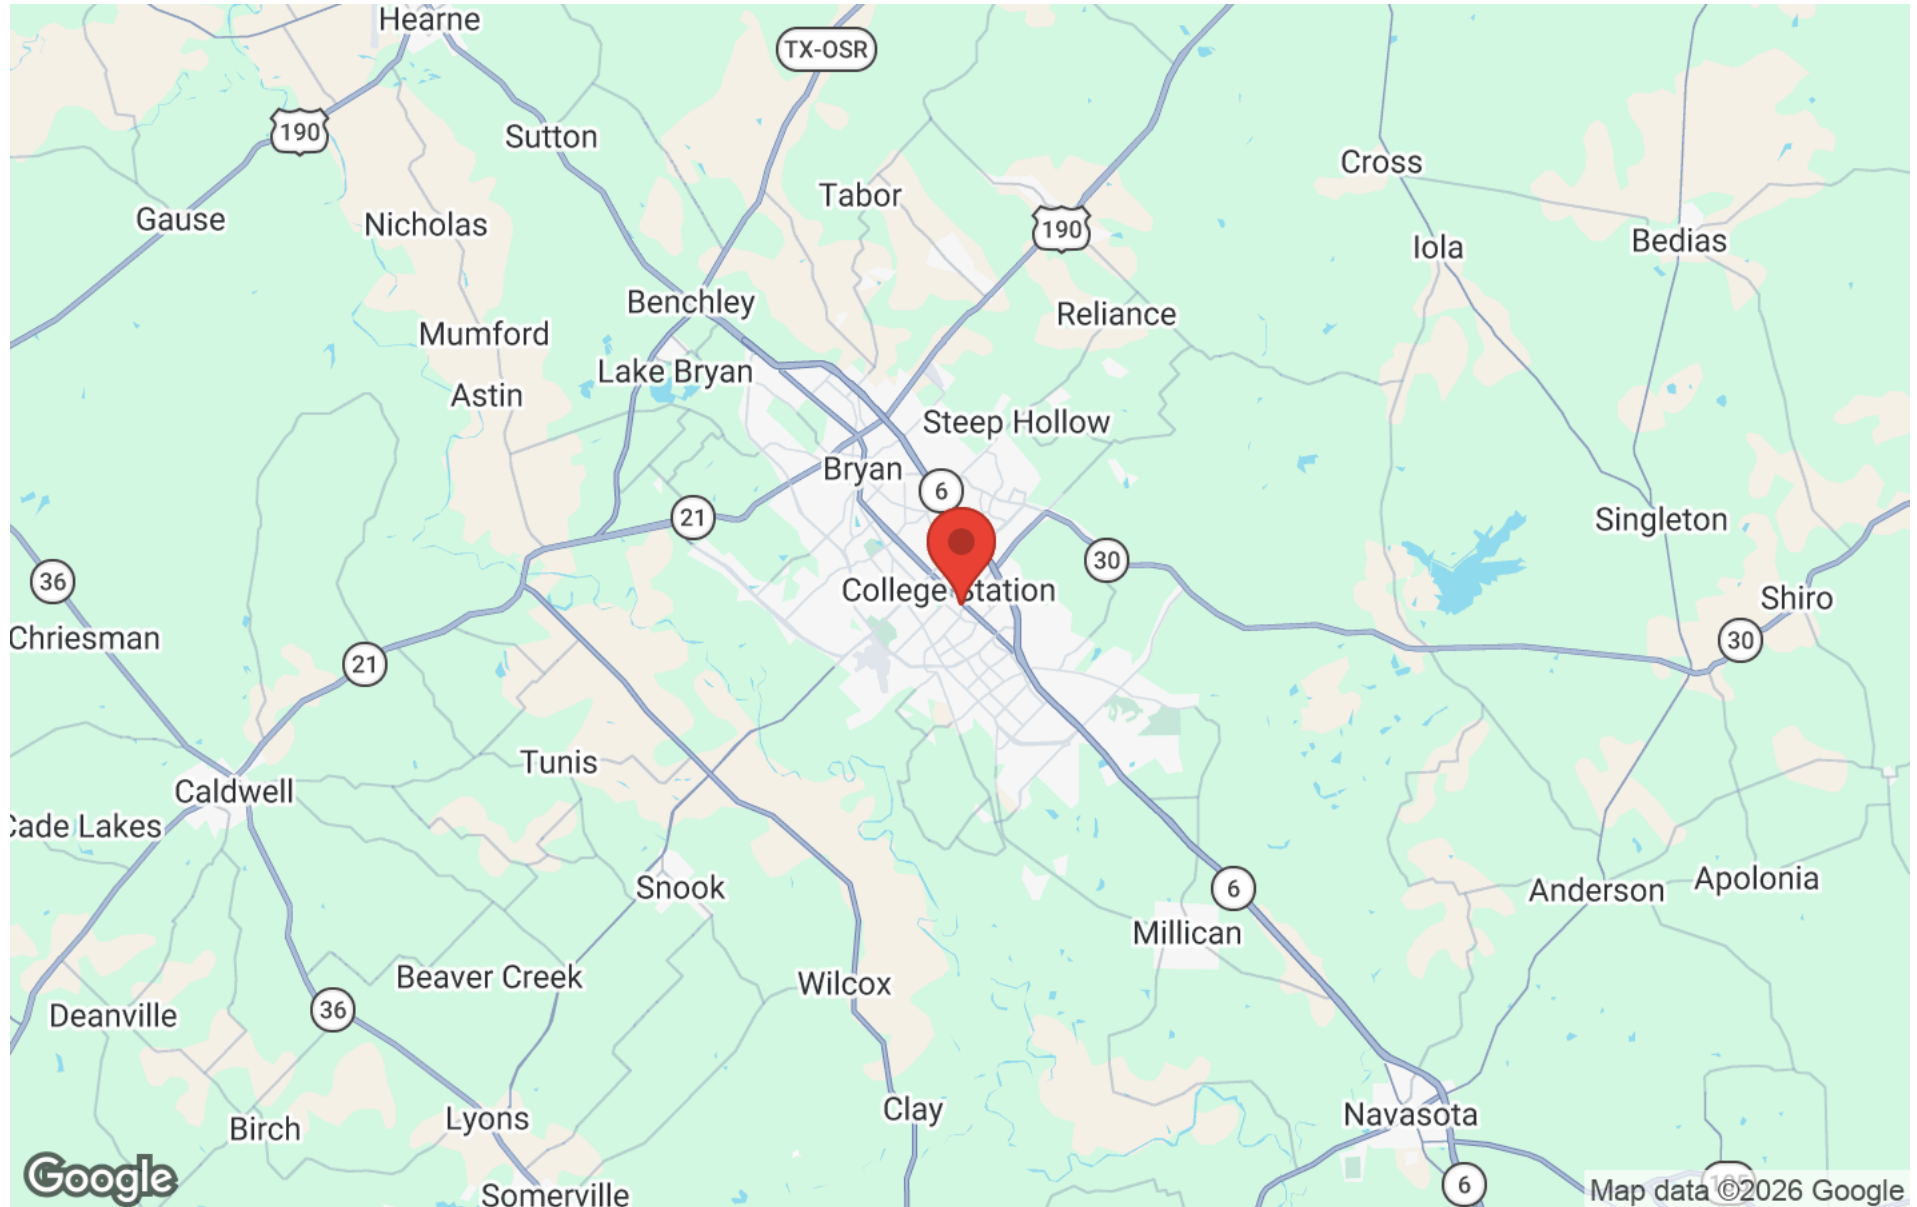 Hearne
TX-OSR
190
Sutton
Cross
Tabor
Gause
Nicholas
190
Bedias
Iola
Benchley
Reliance
Mumford
Lake Bryan
Astin
Steep Hollow
Bryan
6
21
Singleton
30
36
College Station
Shiro
Chriesman
30
21
Tunis
Caldwell
Cade Lakes
Snook
6
Anderson
Apolonia
Millican
Beaver Creek
Wilcox
36
Deanville
Clay
Lyons
Navasota
Birch
Google
6
Somerville
Map data ©2026 Google